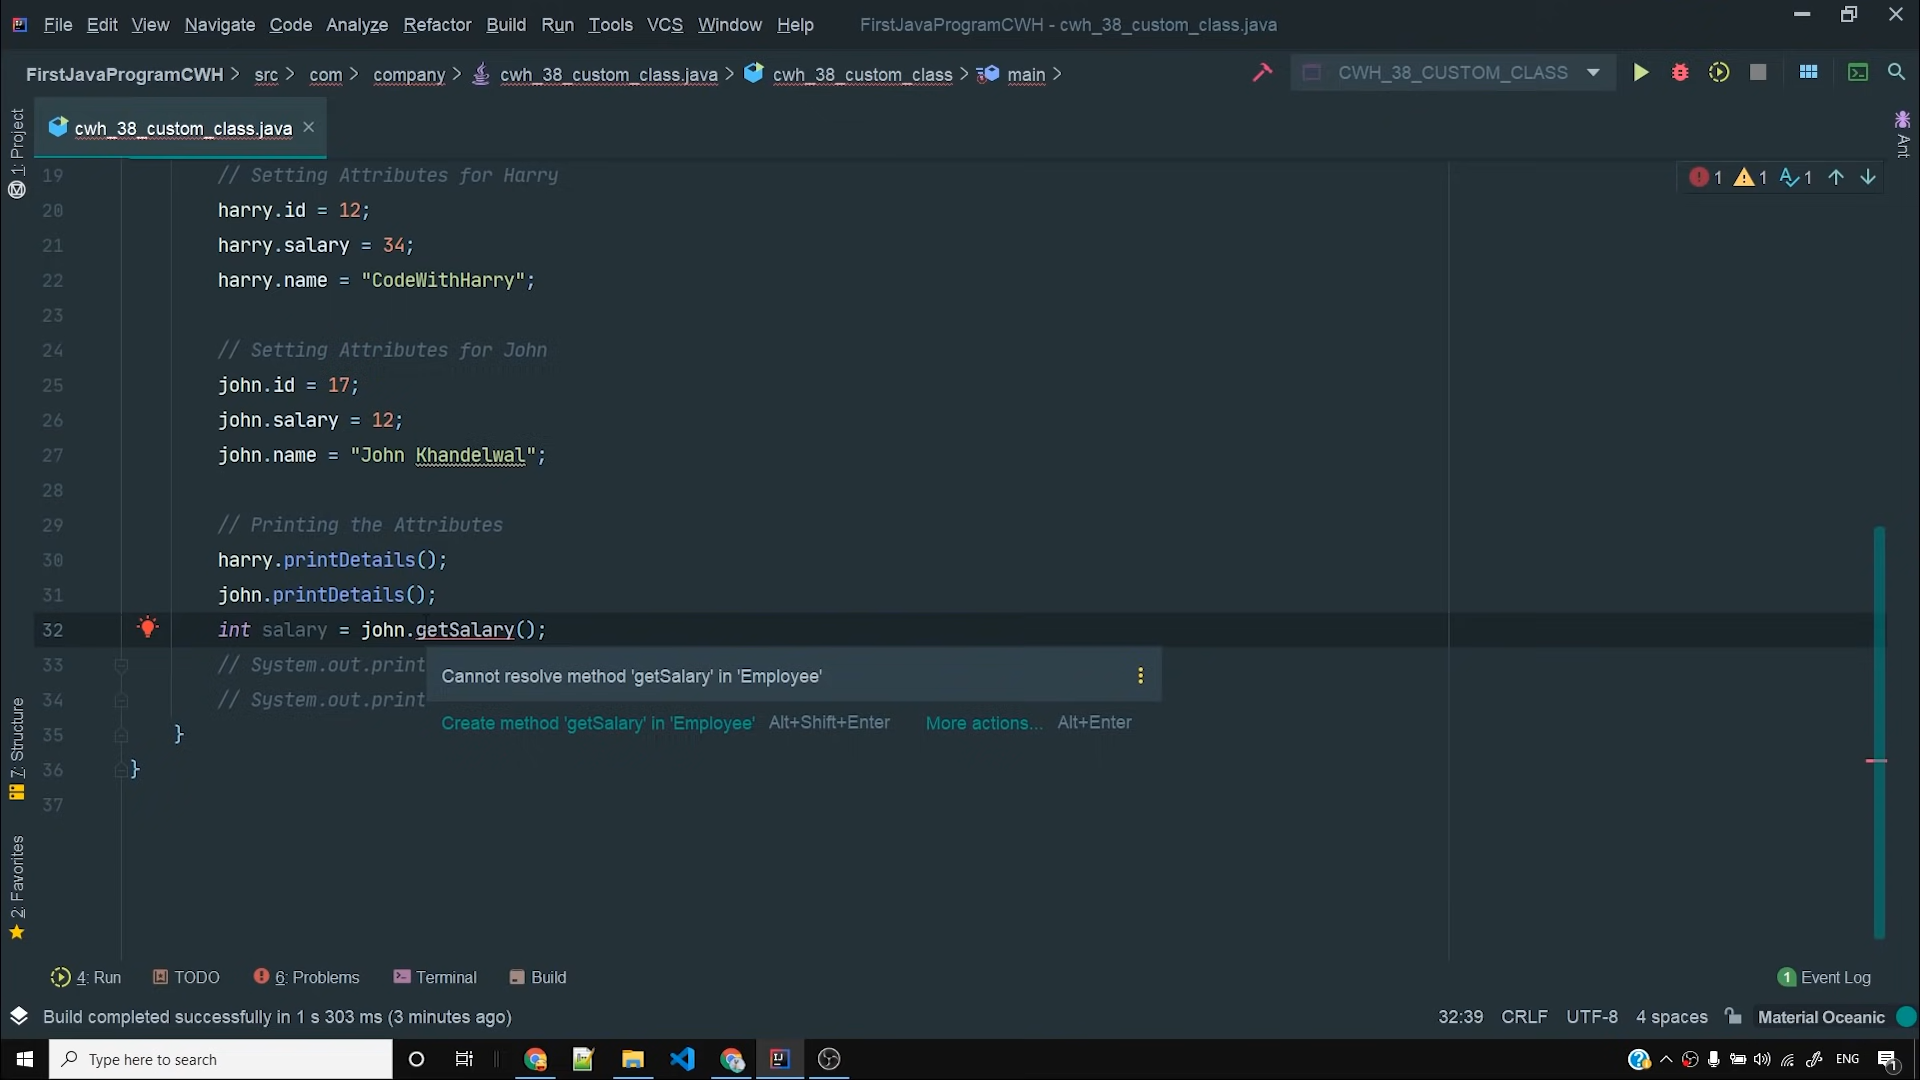 File Edit View Navigate Code Analyze Refactor Build Run Tools VCS Window Help FirstJavaProgramCWH - cwh_38_custom_class.java
FirstJavaProgramCWH > src > com > company > cwh_38_custom_class.java > cwh_38_custom_class > main > CWH_38_CUSTOM_CLASS
cwh_38_custom_class.java
1: Project
Ant
1 1 1
19 // Setting Attributes for Harry
20 harry.id = 12;
21 harry.salary = 34;
22 harry.name = "CodeWithHarry";
23
24 // Setting Attributes for John
25 john.id = 17;
26 john.salary = 12;
27 john.name = "John Khandelwal";
28
29 // Printing the Attributes
30 harry.printDetails();
31 john.printDetails();
32 int salary = john.getSalary();
33 // System.out.print
Cannot resolve method 'getSalary' in 'Employee'
34 // System.out.print
Create method 'getSalary' in 'Employee' Alt+Shift+Enter More actions... Alt+Enter
35 }
36 }
37
7: Structure
2: Favorites
4: Run TODO 6: Problems Terminal Build 1 Event Log
Build completed successfully in 1 s 303 ms (3 minutes ago) 32:39 CRLF UTF-8 4 spaces Material Oceanic
Type here to search ENG 1